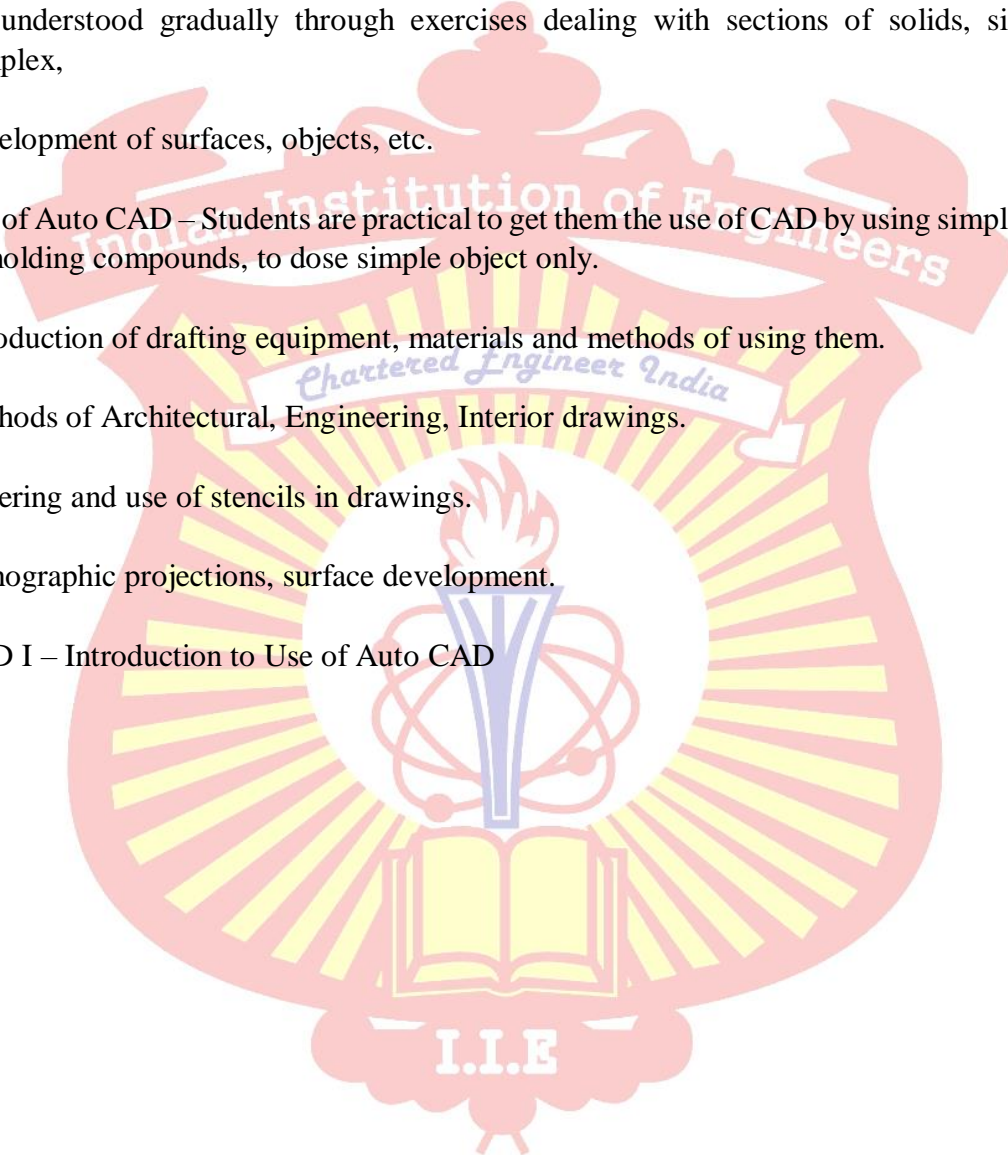 understood gradually through exercises dealing with sections of solids, si
plex,
elopment of surfaces, objects, etc.
of Auto CAD – Students are practical to get them the use of CAD by using simpl
olding compounds, to dose simple object only.
oduction of drafting equipment, materials and methods of using them.
hods of Architectural, Engineering, Interior drawings.
ering and use of stencils in drawings.
nographic projections, surface development.
D I – Introduction to Use of Auto CAD
Indian Institution of Engineers
Chartered Engineer India
I.I.E